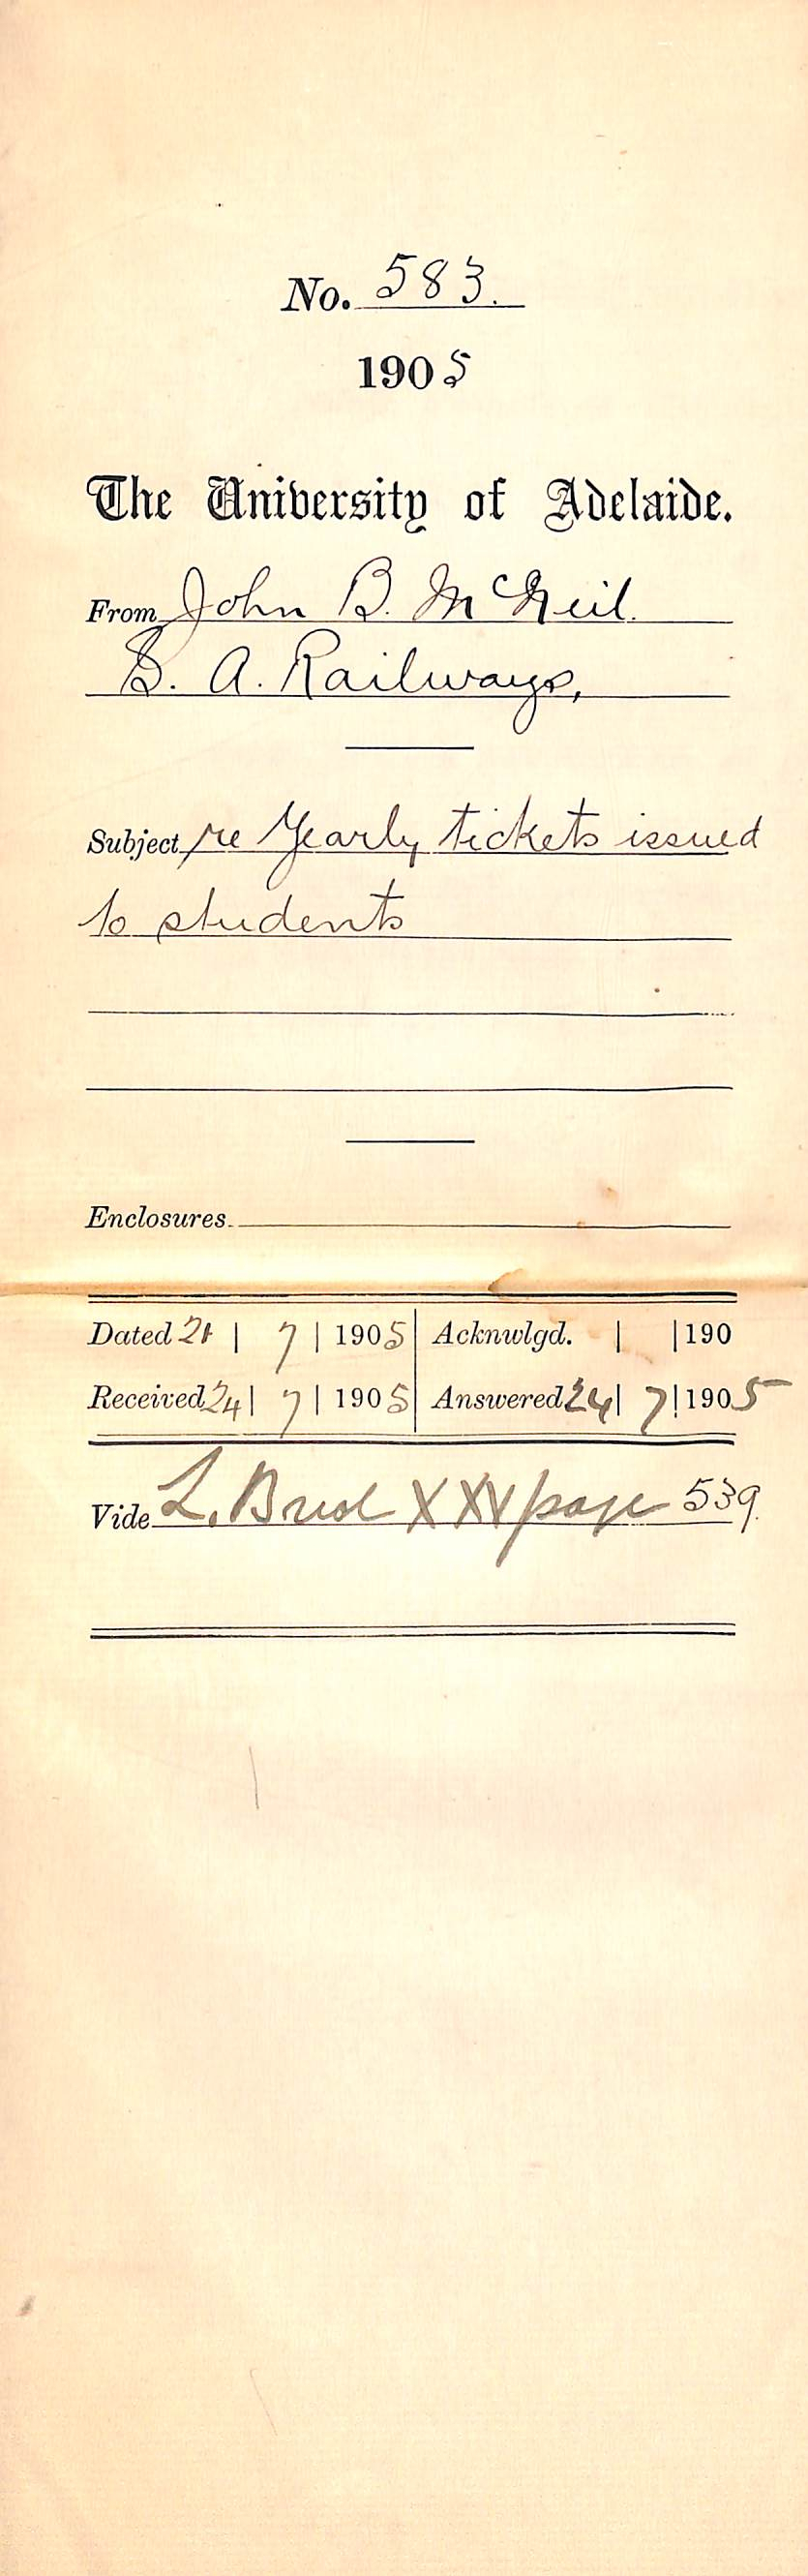 No. 583.
1905
The University of Adelaide.
From John B. McNeil.
S. A. Railways,
Subject re Yearly tickets issued
to students
Enclosures.
Dated 21 | 7 | 1905 Acknwlgd. | | 190
Received 24 | 7 | 1905 Answered 24 | 7 | 1905
Vide L. XXV page 539.